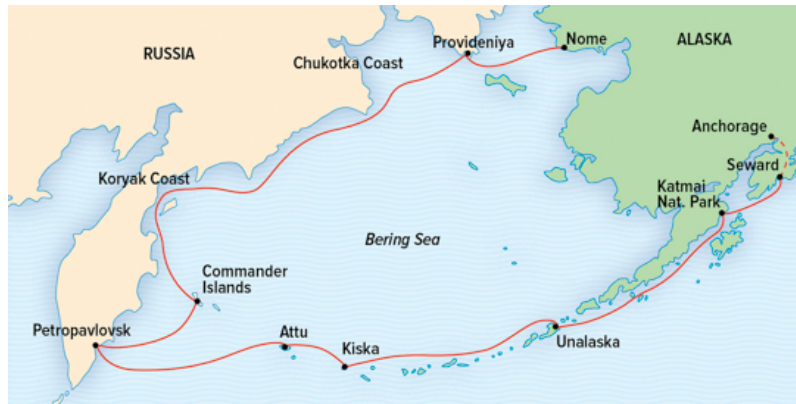 Nome
Provideniya
ALASKA
RUSSIA
Chukotka Coast
Anchorage
Seward
Koryak Coast
Katmai
Nat. Park
Bering Sea
Commander
Islands
Petropavlovsk
Attu
Kiska
Unalaska